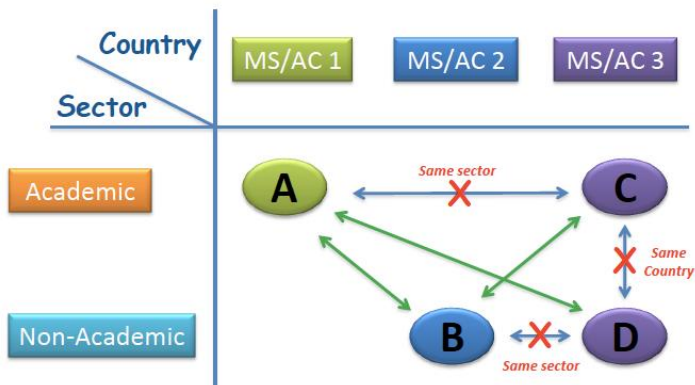 Country
MS/AC 1
MS/AC 2
MS/AC 3
Sector
Academic
A
Same sector
C
Same
Country
Non-Academic
B
D
Same sector